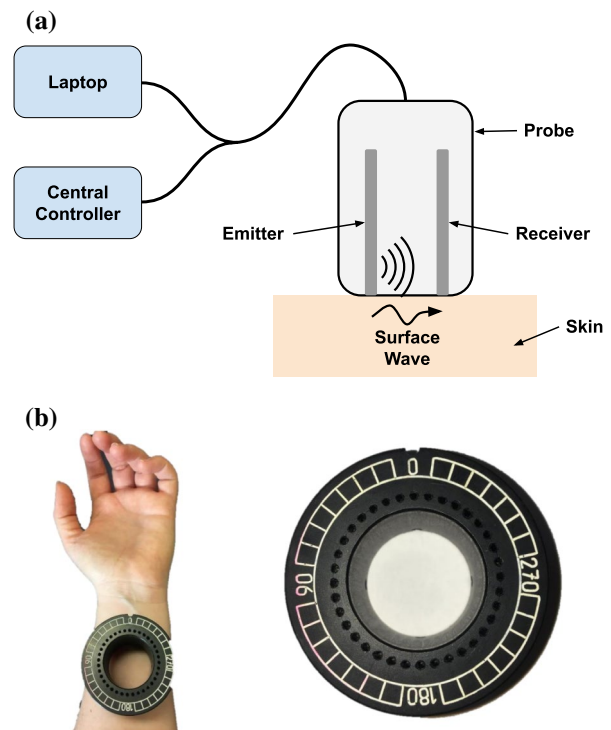 (a)
Laptop
Central
Controller
Probe
Emitter
Receiver
Surface
Wave
Skin
(b)
0
90
270
180
0
90
270
180